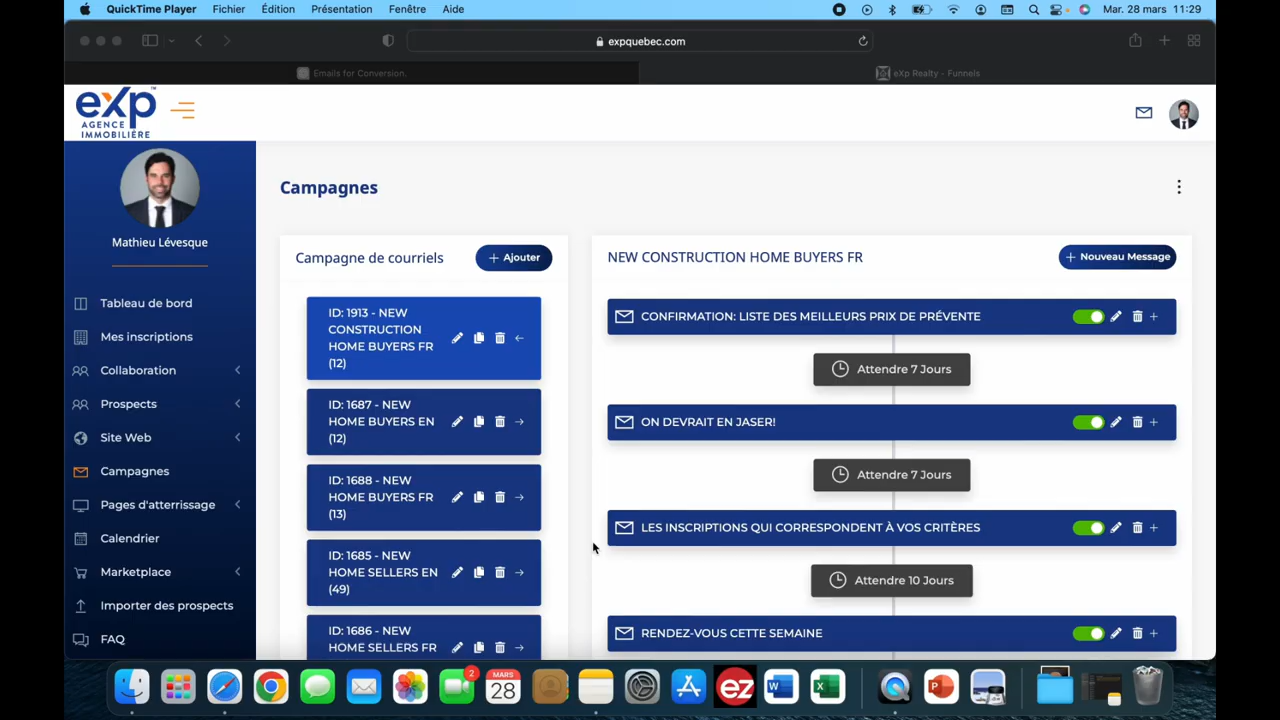 QuickTime Player Fichier Édition Présentation Fenêtre Aide Mar. 28 mars 11:29
expquebec.com
Emails for Conversion. eXp Realty - Funnels
eXp™
AGENCE
IMMOBILIÈRE
Mathieu Lévesque
Tableau de bord
Mes inscriptions
Collaboration
Prospects
Site Web
Campagnes
Pages d'atterrissage
Calendrier
Marketplace
Importer des prospects
FAQ
Campagnes
Campagne de courriels + Ajouter
ID: 1913 - NEW
CONSTRUCTION
HOME BUYERS FR
(12)
ID: 1687 - NEW
HOME BUYERS EN
(12)
ID: 1688 - NEW
HOME BUYERS FR
(13)
ID: 1685 - NEW
HOME SELLERS EN
(49)
ID: 1686 - NEW
HOME SELLERS FR
NEW CONSTRUCTION HOME BUYERS FR + Nouveau Message
CONFIRMATION: LISTE DES MEILLEURS PRIX DE PRÉVENTE
Attendre 7 Jours
ON DEVRAIT EN JASER!
Attendre 7 Jours
LES INSCRIPTIONS QUI CORRESPONDENT À VOS CRITÈRES
Attendre 10 Jours
RENDEZ-VOUS CETTE SEMAINE
2
MARS
28
ez
W
X
P